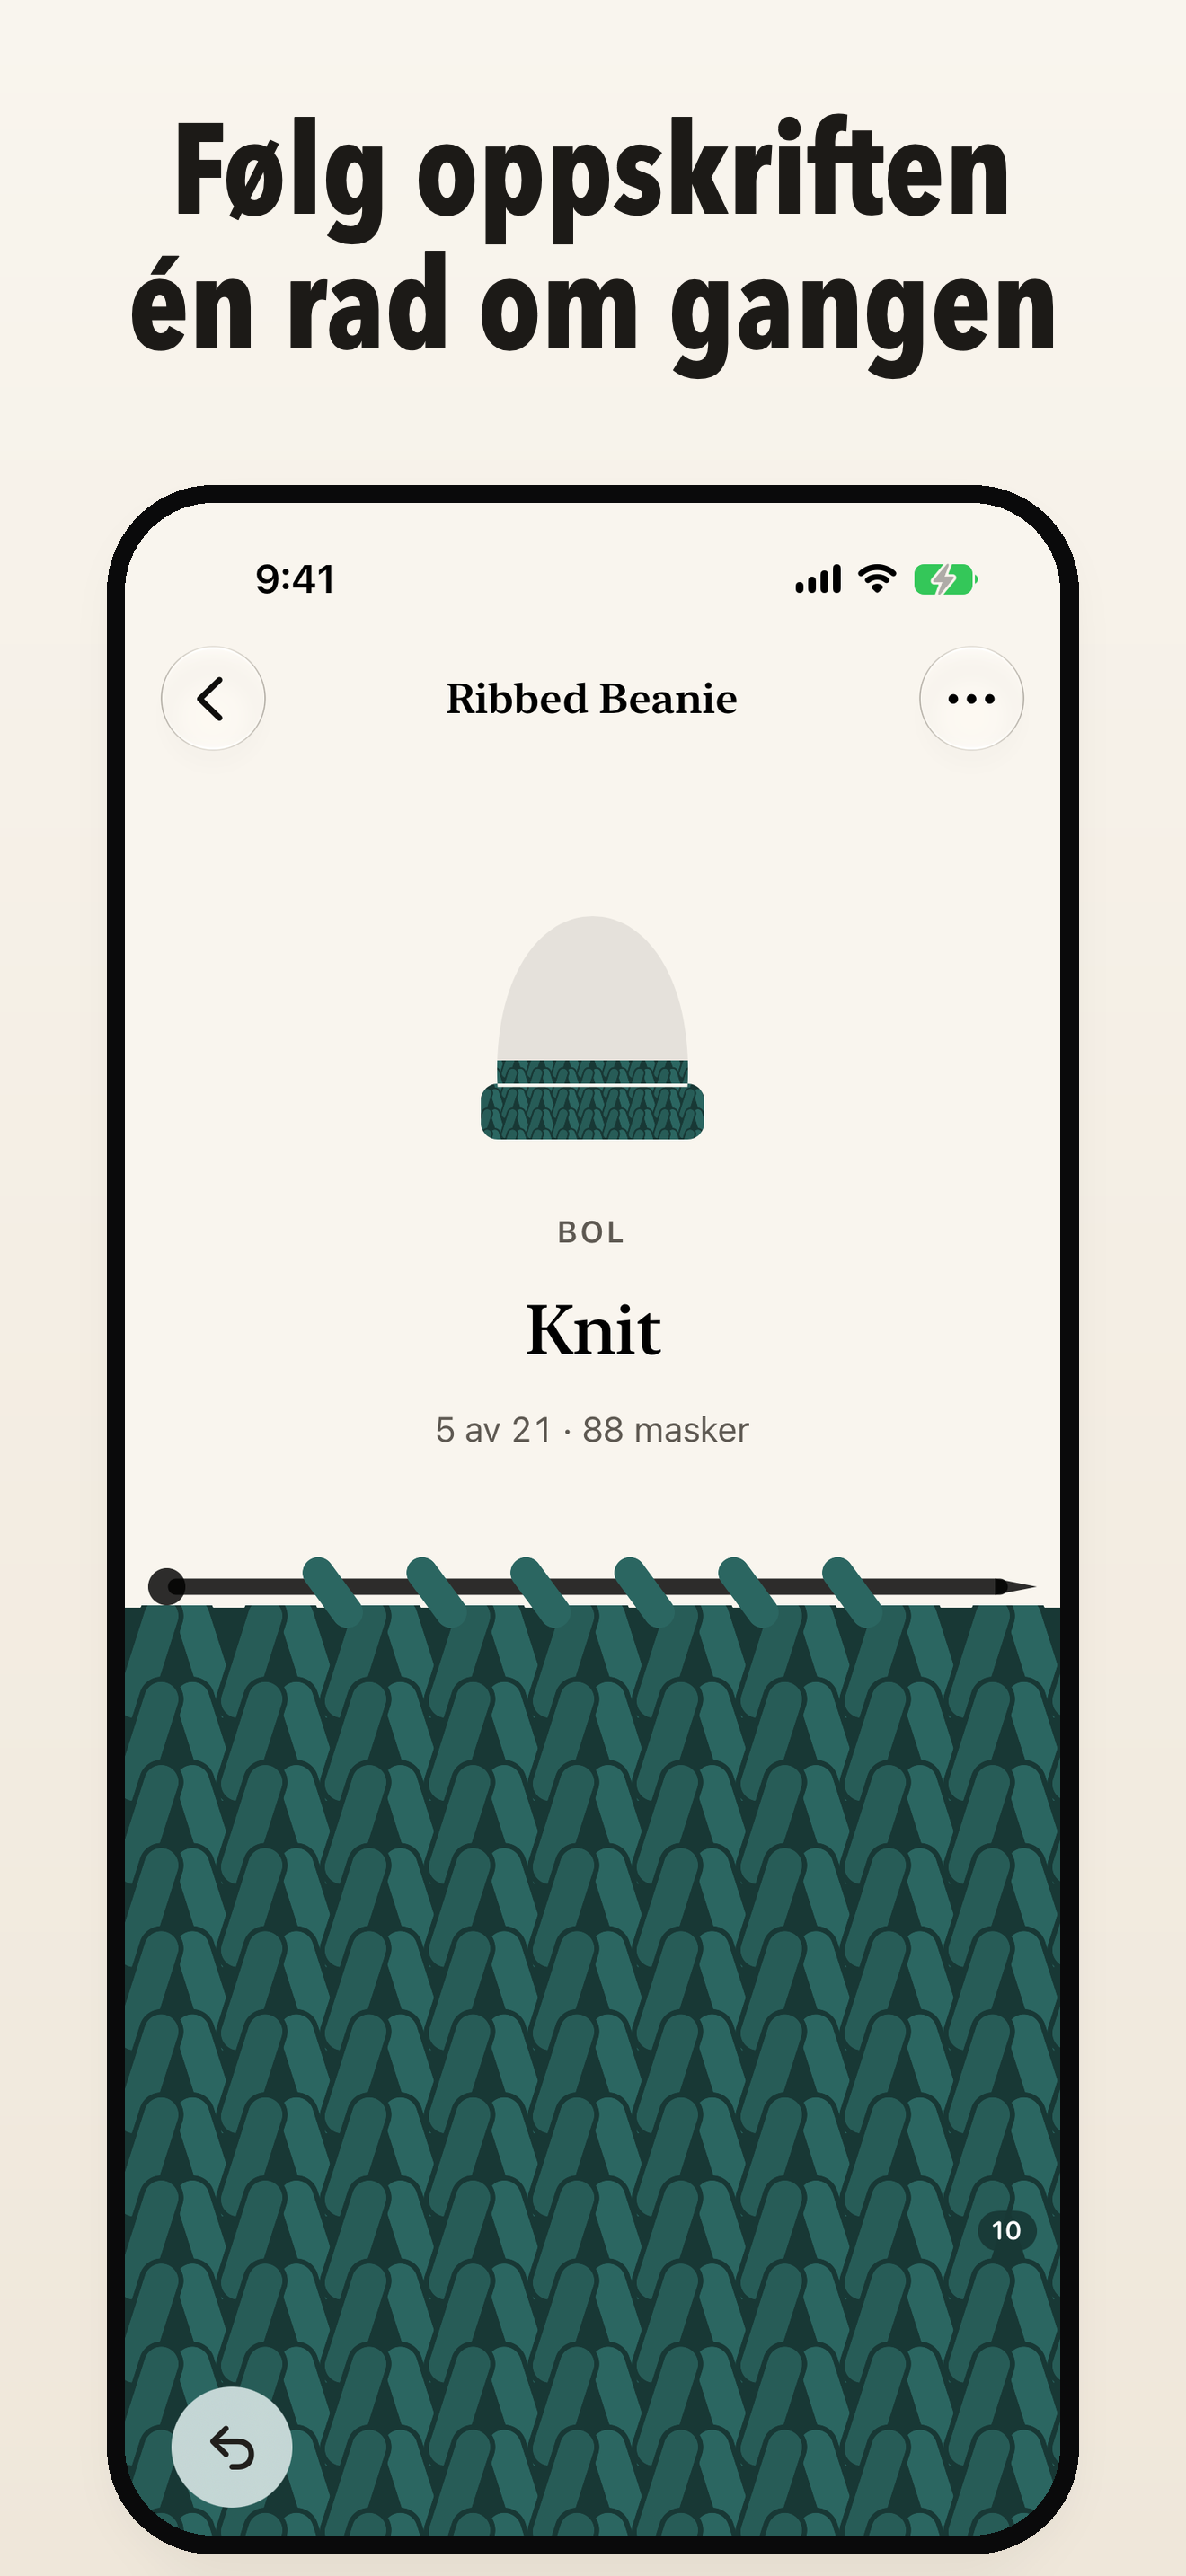 Følg oppskriften
én rad om gangen
9:41
Ribbed Beanie
BOL
Knit
5 av 21 · 88 masker
10